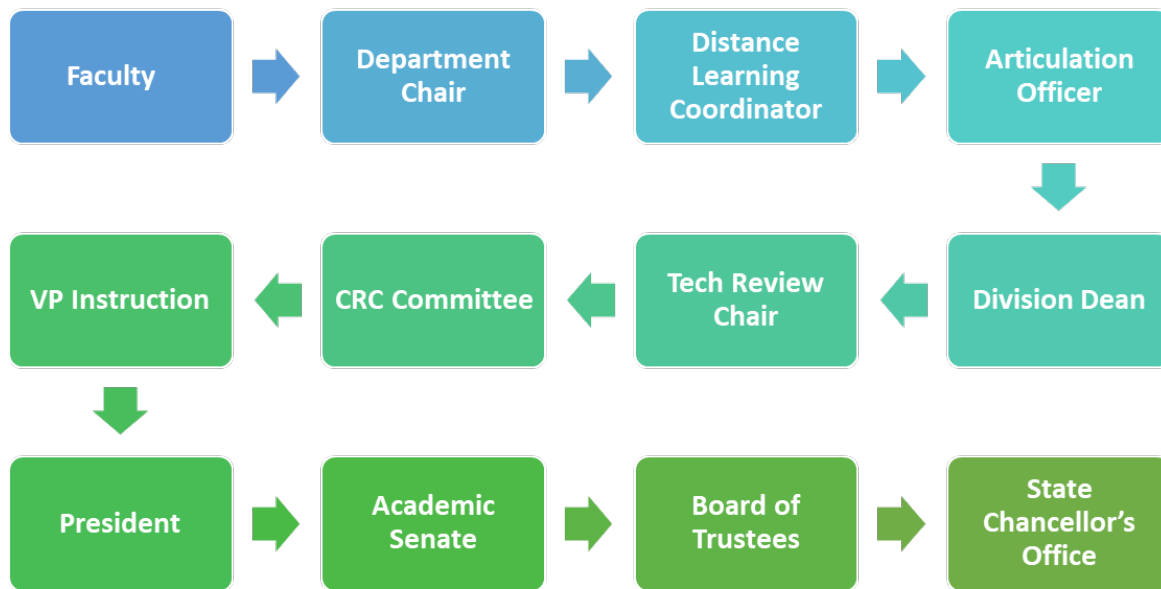 Faculty
Department
Chair
Distance
Learning
Coordinator
Articulation
Officer
Division Dean
Tech Review
Chair
CRC Committee
VP Instruction
President
Academic
Senate
Board of
Trustees
State
Chancellor’s
Office